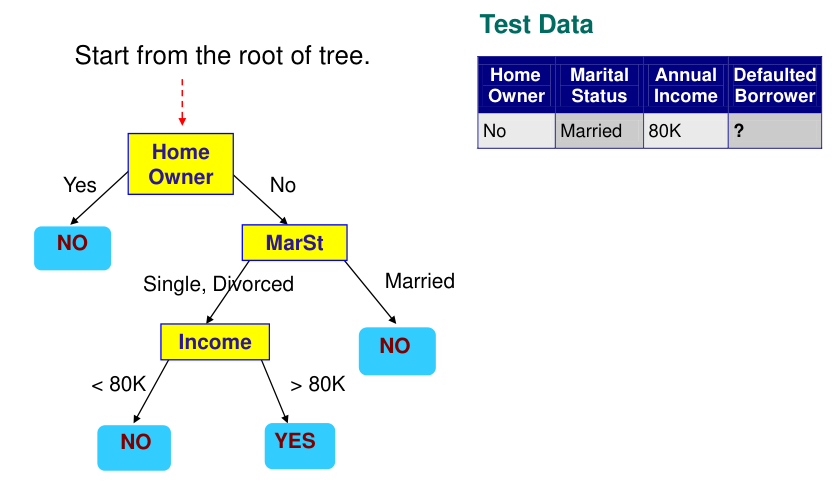 Test Data
Start from the root of tree.
Home Marital Annual Defaulted
Owner Status Income Borrower
No Married 80K ?
Home
Owner
Yes No
NO
MarSt
Single, Divorced Married
Income NO
< 80K > 80K
NO YES